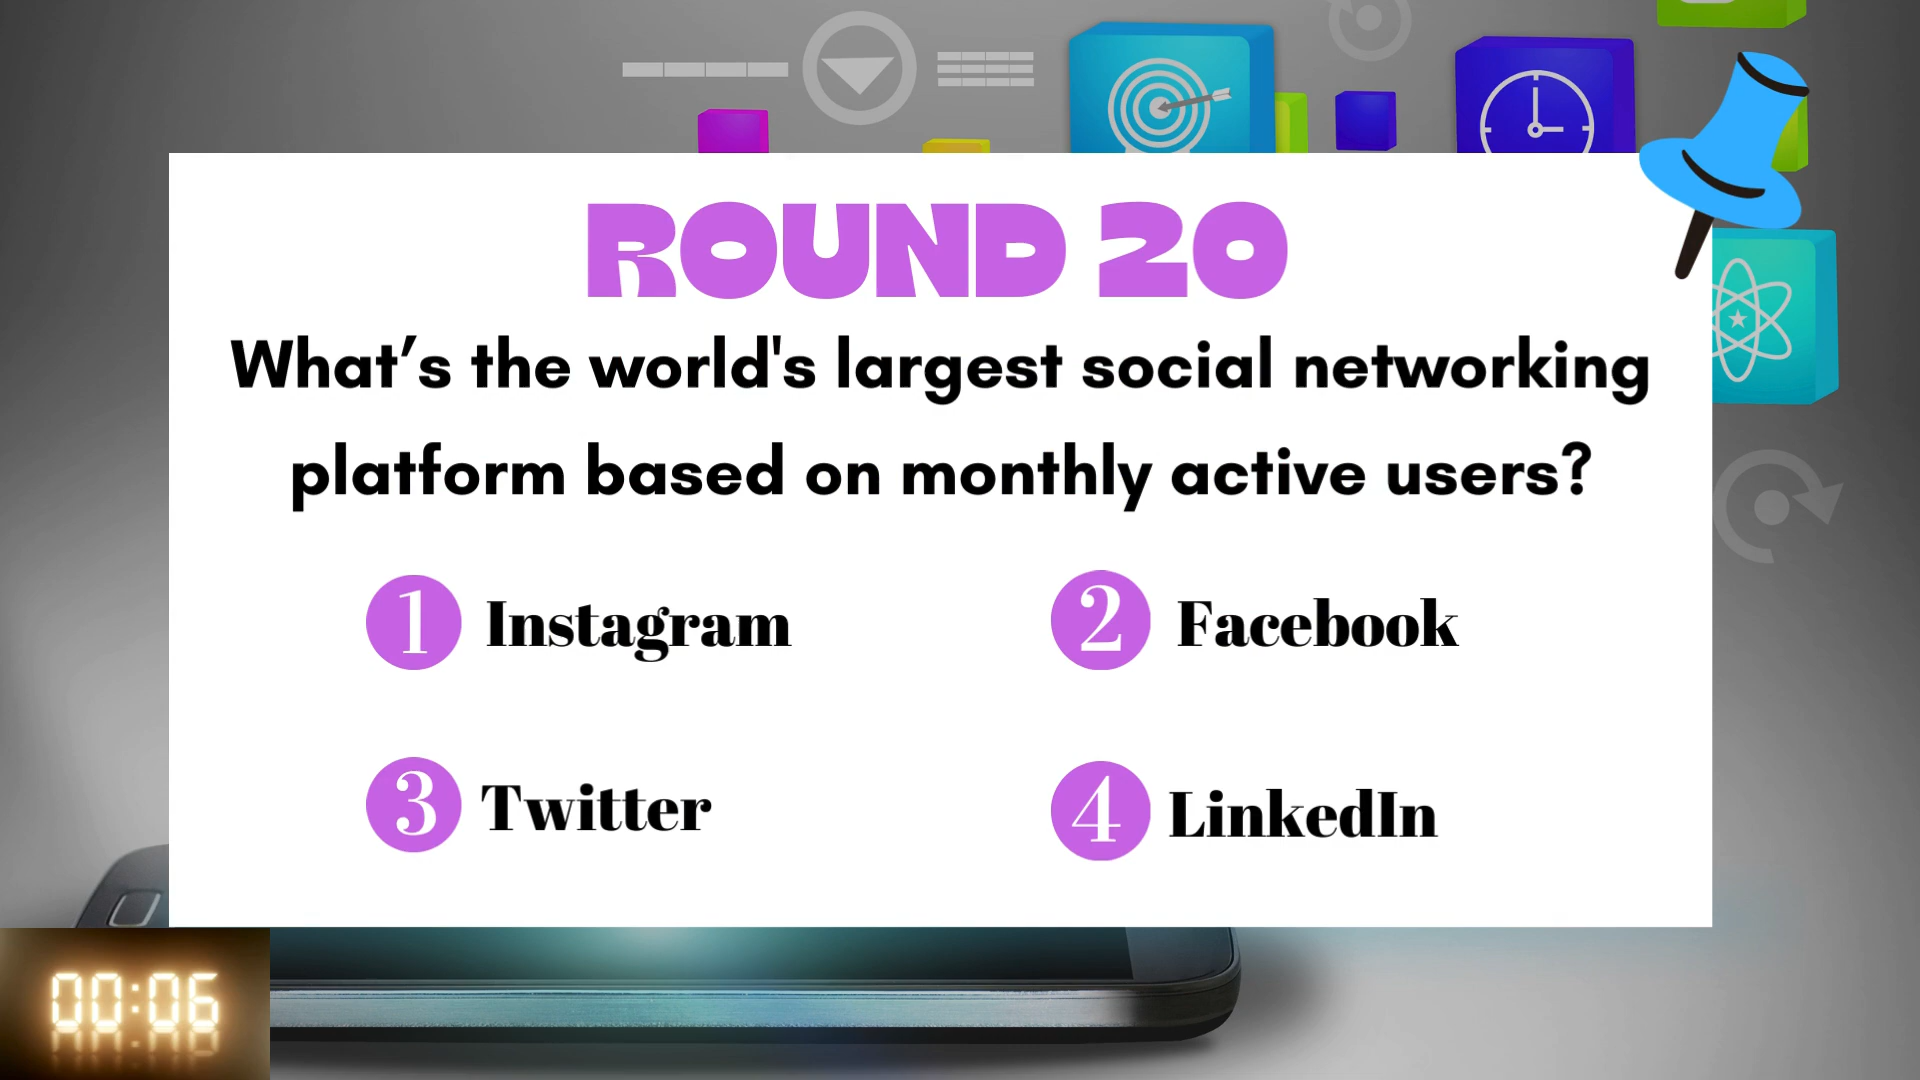 ROUND 20
What’s the world's largest social networking
platform based on monthly active users?
1 Instagram
2 Facebook
3 Twitter
4 LinkedIn
00:06